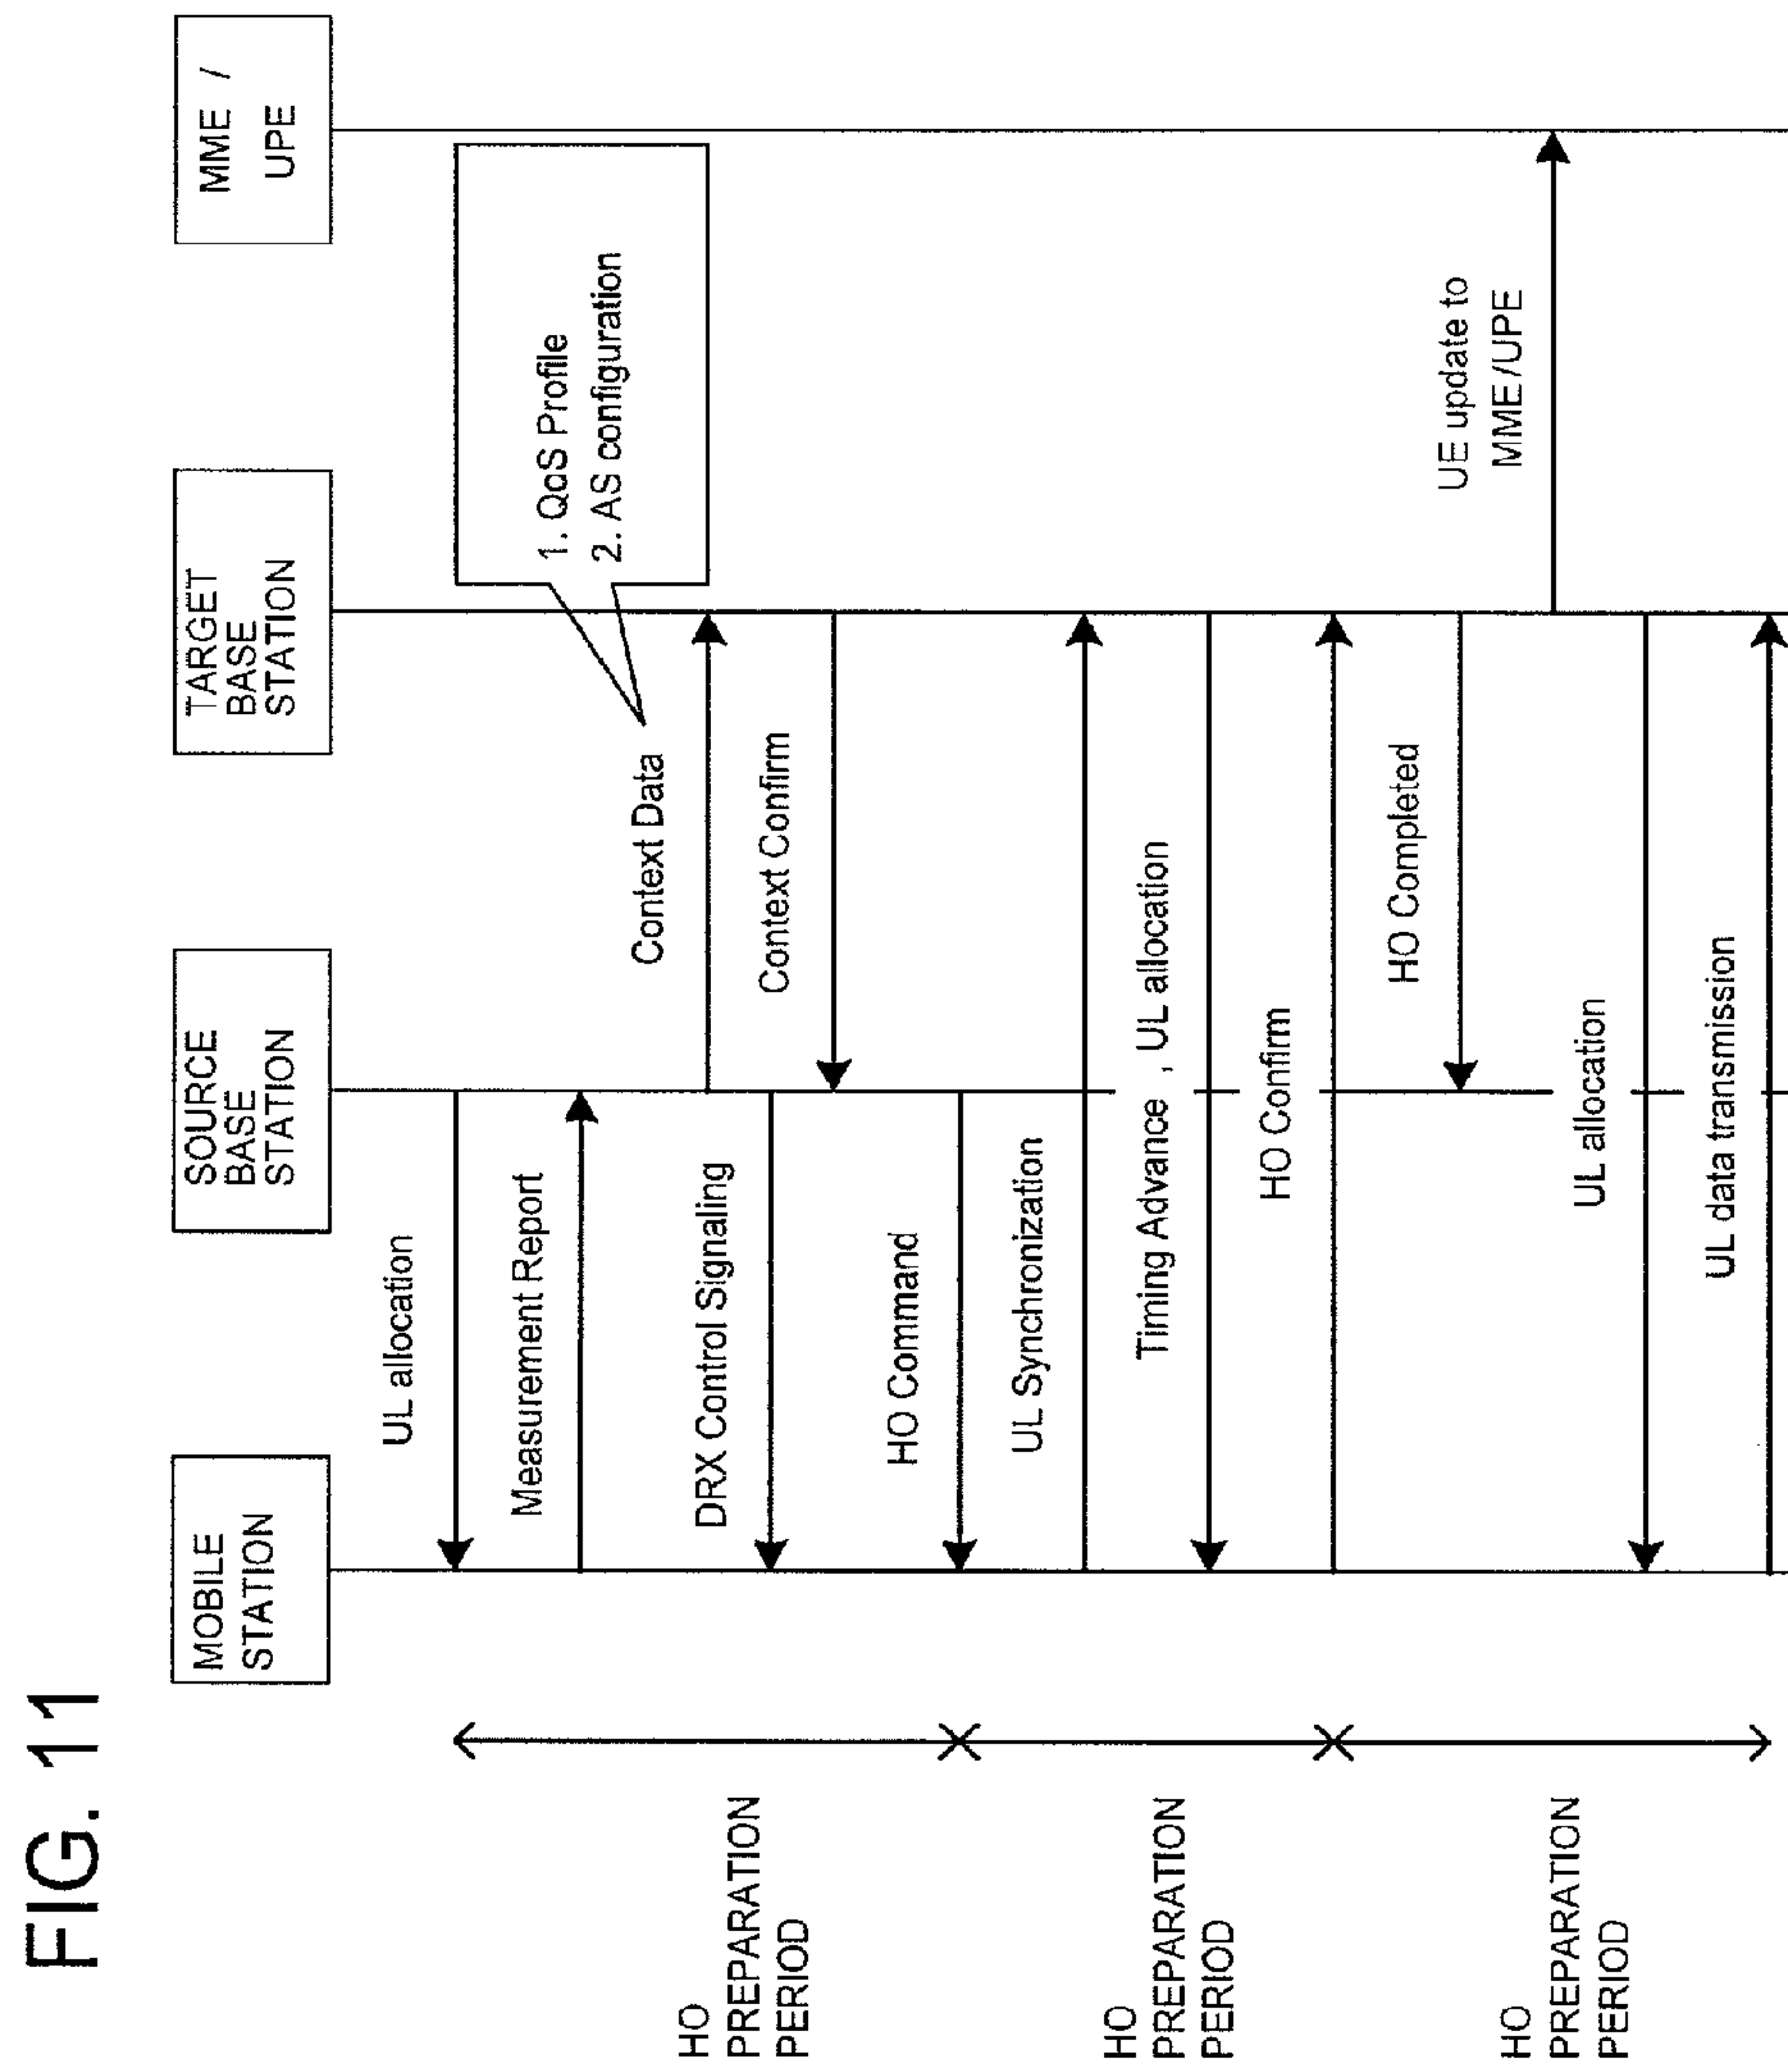 FIG. 11
MOBILE
STATION
SOURCE
BASE
STATION
TARGET
BASE
STATION
MME /
UPE
UL allocation
Measurement Report
1. QoS Profile
2. AS configuration
Context Data
DRX Control Signaling
Context Confirm
HO Command
UL Synchronization
Timing Advance , UL allocation
HO Confirm
HO Completed
UE update to
MME/UPE
UL allocation
UL data transmission
HO
PREPARATION
PERIOD
HO
PREPARATION
PERIOD
HO
PREPARATION
PERIOD